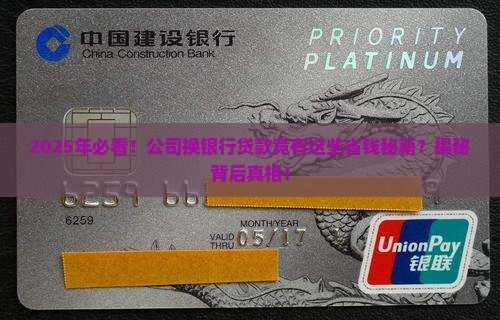 中国建设银行
China Construction Bank
PRIORITY
PLATINUM
2025年必看！公司换银行贷款竟有这些省钱秘籍？揭秘
背后真相！
6259
6259
MONTH/YEAR
VALID
THRU
05/17
UnionPay
银联